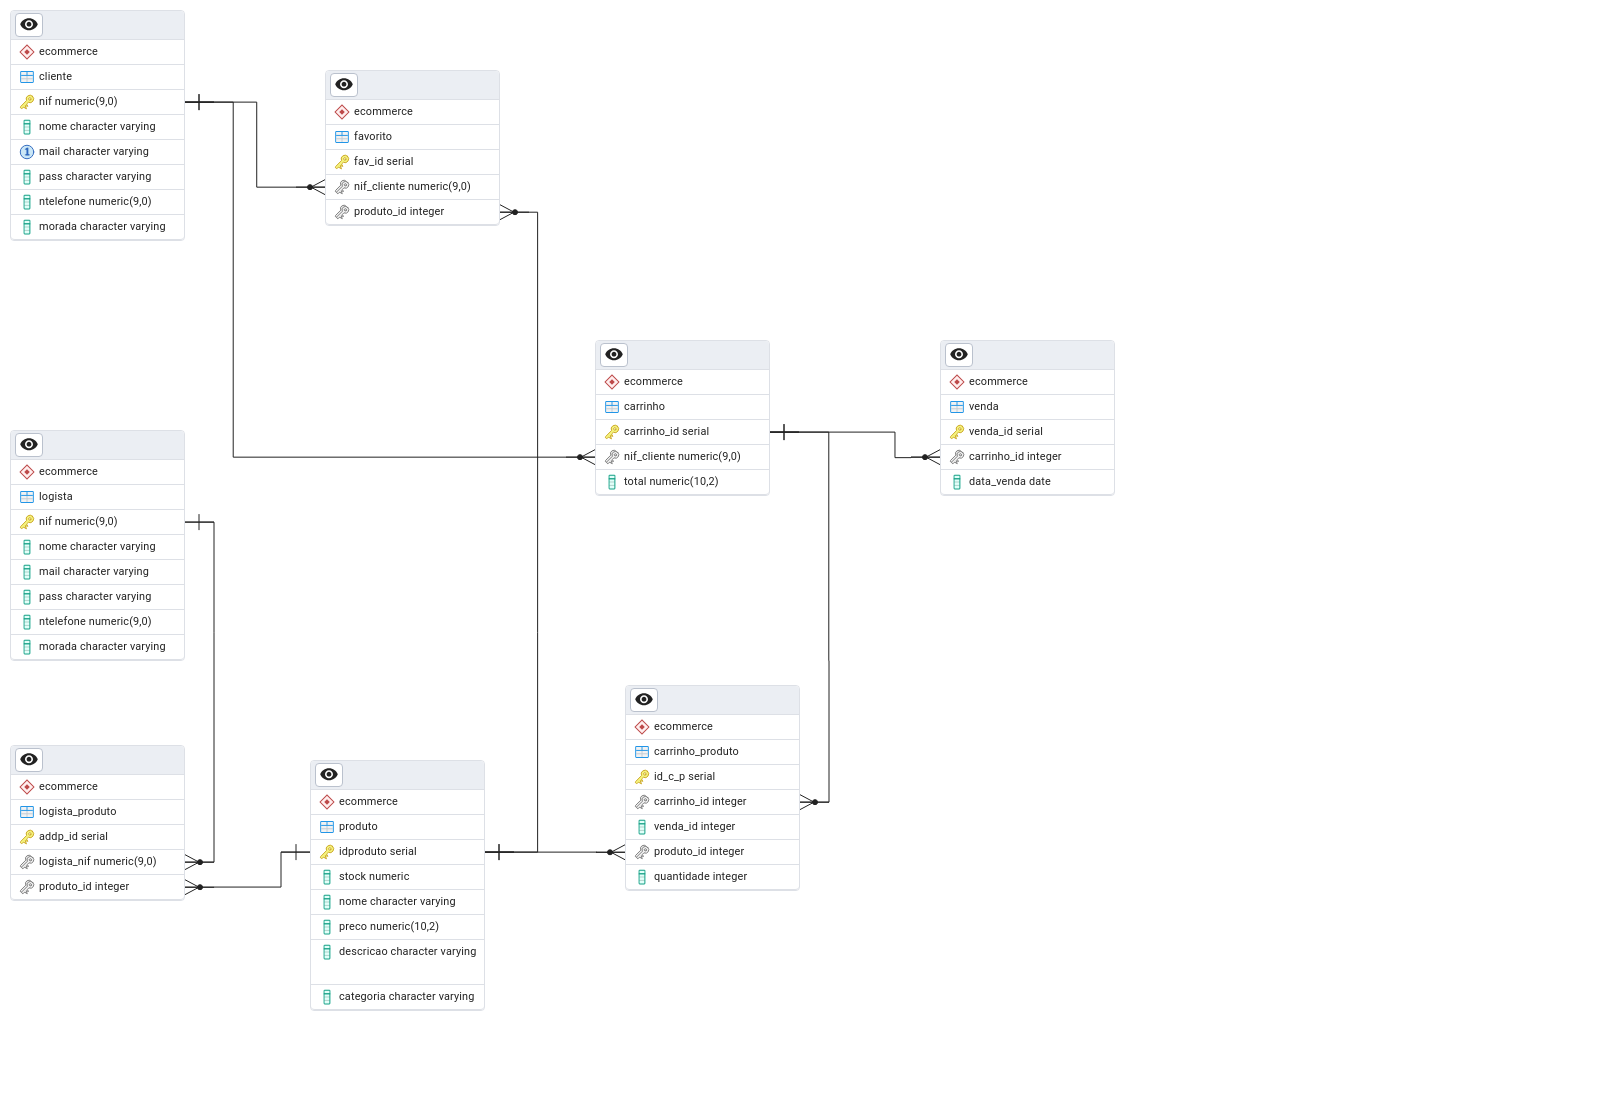 ecommerce
cliente
nif numeric(9,0)
nome character varying
1 mail character varying
pass character varying
ntelefone numeric(9,0)
morada character varying
ecommerce
favorito
fav_id serial
nif_cliente numeric(9,0)
produto_id integer
ecommerce
carrinho
carrinho_id serial
nif_cliente numeric(9,0)
total numeric(10,2)
ecommerce
venda
venda_id serial
carrinho_id integer
data_venda date
ecommerce
logista
nif numeric(9,0)
nome character varying
mail character varying
pass character varying
ntelefone numeric(9,0)
morada character varying
ecommerce
logista_produto
addp_id serial
logista_nif numeric(9,0)
produto_id integer
ecommerce
produto
idproduto serial
stock numeric
nome character varying
preco numeric(10,2)
descricao character varying
categoria character varying
ecommerce
carrinho_produto
id_c_p serial
carrinho_id integer
venda_id integer
produto_id integer
quantidade integer